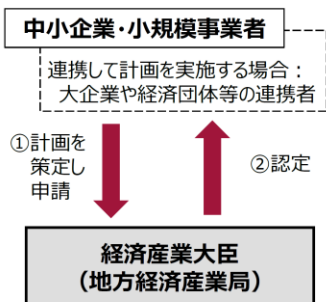 中小企業・小規模事業者
連携して計画を実施する場合：
大企業や経済団体等の連携者
①計画を
策定し
申請
②認定
経済産業大臣
（地方経済産業局）